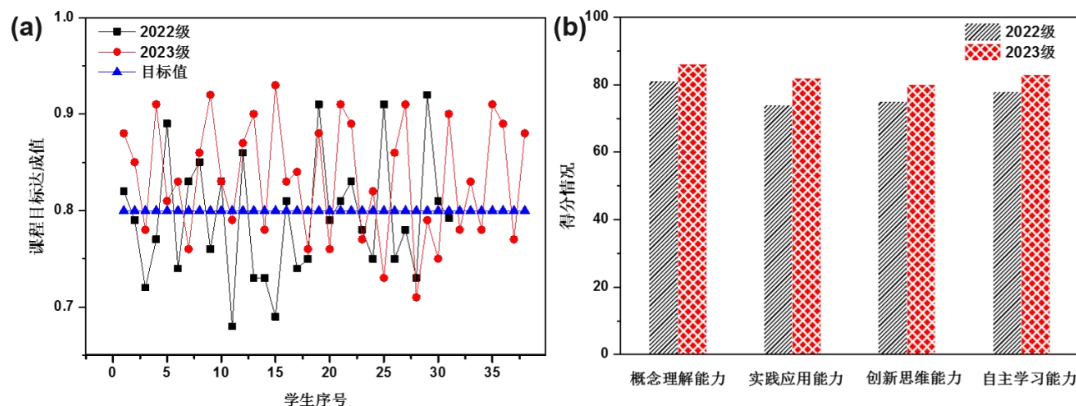 (a)
1.0
0.9
0.8
0.7
课程目标达成值
2022级
2023级
目标值
0 5 10 15 20 25 30 35
学生序号
(b)
100
80
60
40
20
0
得分情况
2022级
2023级
概念理解能力 实践应用能力 创新思维能力 自主学习能力